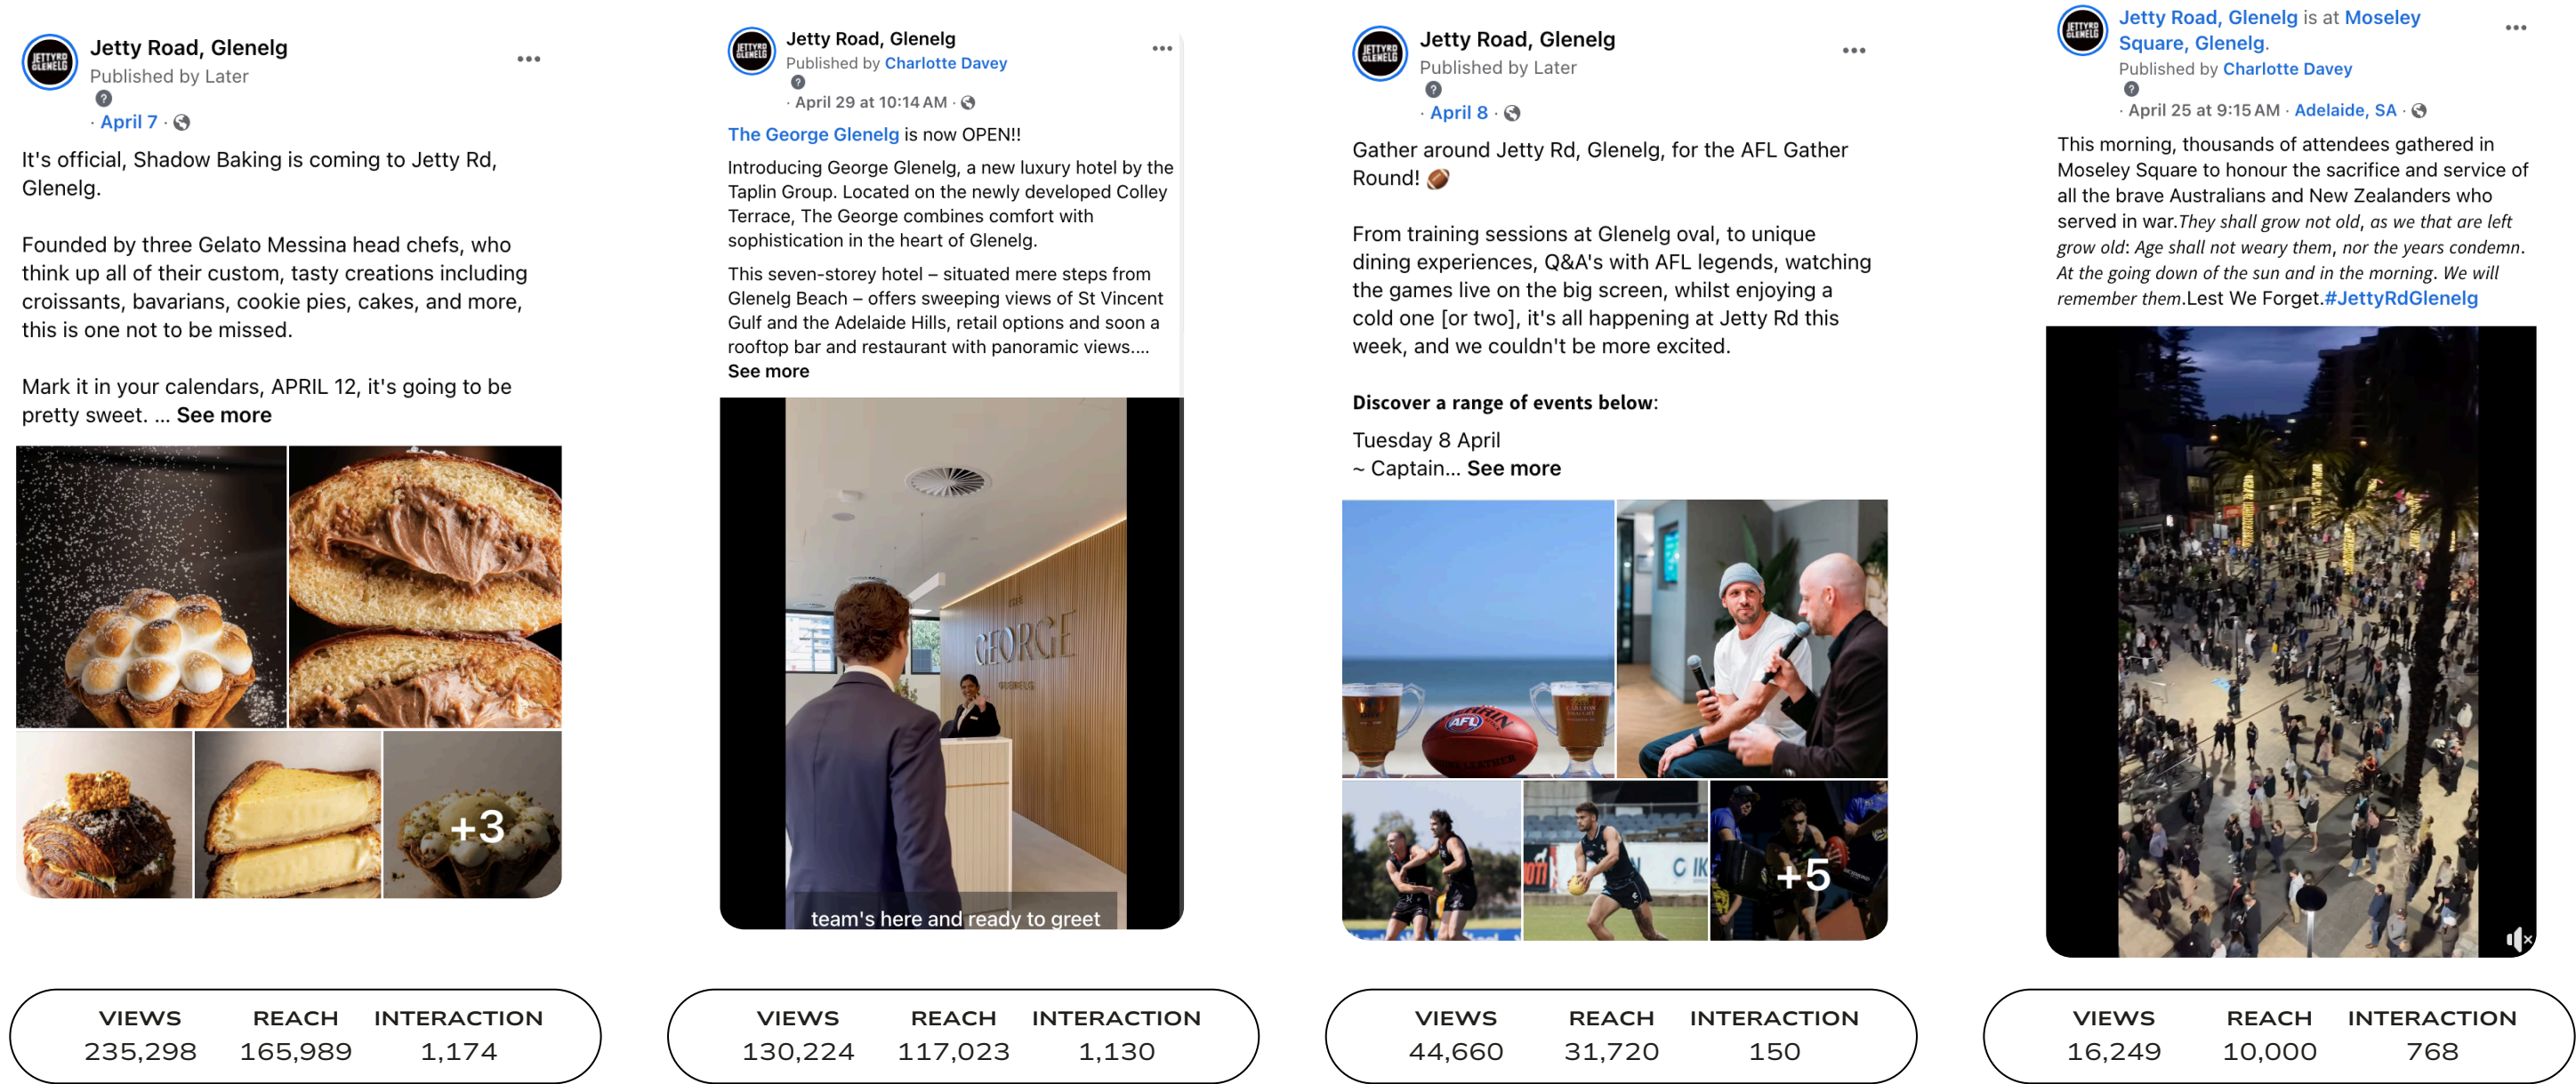 JETTYRD
GLENELG
Jetty Road, Glenelg
Published by Later
?
· April 7 ·
It's official, Shadow Baking is coming to Jetty Rd,
Glenelg.
Founded by three Gelato Messina head chefs, who
think up all of their custom, tasty creations including
croissants, bavarians, cookie pies, cakes, and more,
this is one not to be missed.
Mark it in your calendars, APRIL 12, it's going to be
pretty sweet. ... See more
+3
VIEWS REACH INTERACTION
235,298 165,989 1,174
JETTYRD
GLENELG
Jetty Road, Glenelg
Published by Charlotte Davey
?
· April 29 at 10:14 AM ·
The George Glenelg is now OPEN!!
Introducing George Glenelg, a new luxury hotel by the
Taplin Group. Located on the newly developed Colley
Terrace, The George combines comfort with
sophistication in the heart of Glenelg.
This seven-storey hotel – situated mere steps from
Glenelg Beach – offers sweeping views of St Vincent
Gulf and the Adelaide Hills, retail options and soon a
rooftop bar and restaurant with panoramic views....
See more
THE
GEORGE
GLENELG
team's here and ready to greet
VIEWS REACH INTERACTION
130,224 117,023 1,130
JETTYRD
GLENELG
Jetty Road, Glenelg
Published by Later
?
· April 8 ·
Gather around Jetty Rd, Glenelg, for the AFL Gather
Round! 🏈
From training sessions at Glenelg oval, to unique
dining experiences, Q&A's with AFL legends, watching
the games live on the big screen, whilst enjoying a
cold one [or two], it's all happening at Jetty Rd this
week, and we couldn't be more excited.
Discover a range of events below:
Tuesday 8 April
~ Captain... See more
AFL
LEATHER
CARLTON
DRAUGHT
+5
VIEWS REACH INTERACTION
44,660 31,720 150
JETTYRD
GLENELG
Jetty Road, Glenelg is at Moseley
Square, Glenelg.
Published by Charlotte Davey
?
· April 25 at 9:15 AM · Adelaide, SA ·
This morning, thousands of attendees gathered in
Moseley Square to honour the sacrifice and service of
all the brave Australians and New Zealanders who
served in war.They shall grow not old, as we that are left
grow old: Age shall not weary them, nor the years condemn.
At the going down of the sun and in the morning. We will
remember them.Lest We Forget.#JettyRdGlenelg
VIEWS REACH INTERACTION
16,249 10,000 768